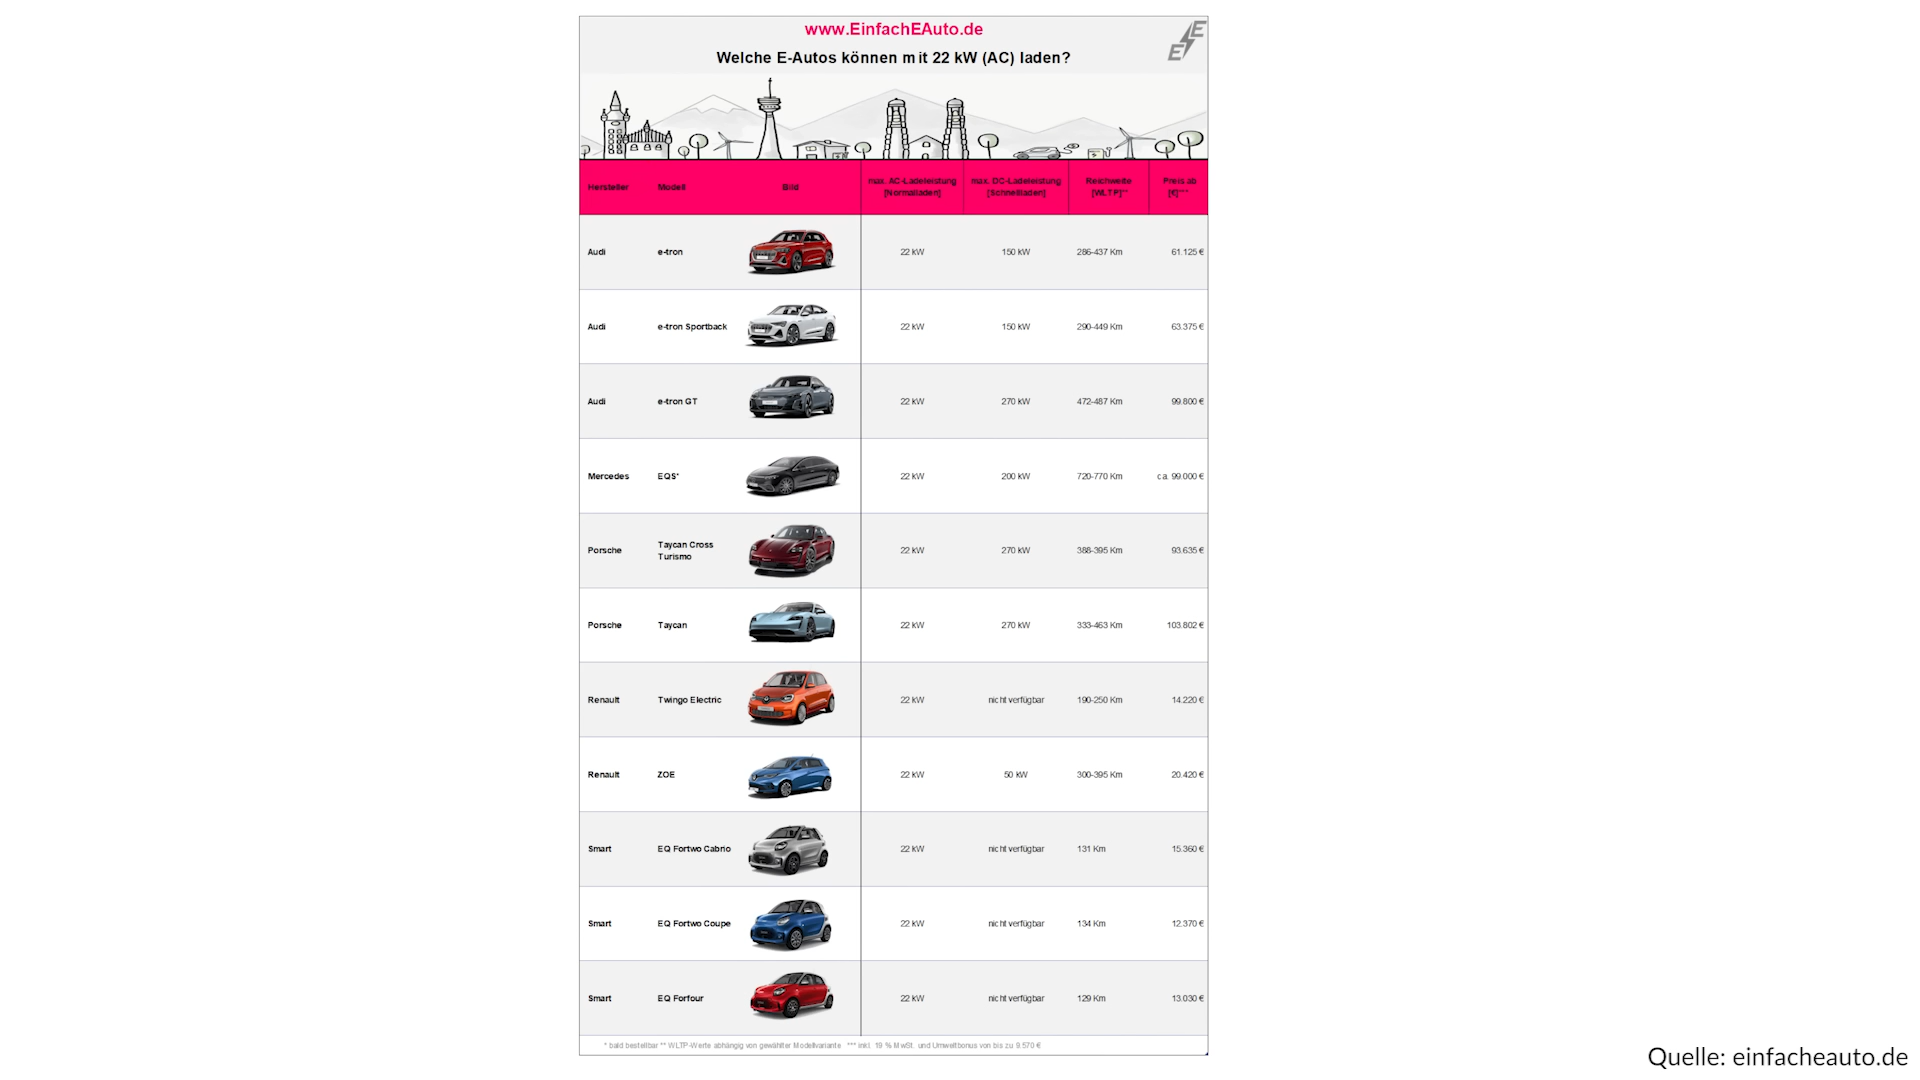 www.EinfachEAuto.de
Welche E-Autos können mit 22 kW (AC) laden?
E E
Hersteller Modell Bild max. AC-Ladeleistung [Normalladen] max. DC-Ladeleistung [Schnellladen] Reichweite [WLTP]** Preis ab [€]***
Audi e-tron 22 kW 150 kW 286-437 Km 61.125 €
Audi e-tron Sportback 22 kW 150 kW 290-449 Km 63.375 €
Audi e-tron GT 22 kW 270 kW 472-487 Km 99.800 €
Mercedes EQS* 22 kW 200 kW 720-770 Km ca. 99.000 €
Porsche Taycan Cross Turismo 22 kW 270 kW 388-395 Km 93.635 €
Porsche Taycan 22 kW 270 kW 333-463 Km 103.802 €
Renault Twingo Electric 22 kW nicht verfügbar 190-250 Km 14.220 €
Renault ZOE 22 kW 50 kW 300-395 Km 20.420 €
Smart EQ Fortwo Cabrio 22 kW nicht verfügbar 131 Km 15.360 €
Smart EQ Fortwo Coupe 22 kW nicht verfügbar 134 Km 12.370 €
Smart EQ Forfour 22 kW nicht verfügbar 129 Km 13.030 €
* bald bestellbar ** WLTP-Werte abhängig von gewählter Modellvariante *** inkl. 19 % MwSt. und Umweltbonus von bis zu 9.570 €
Quelle: einfacheauto.de